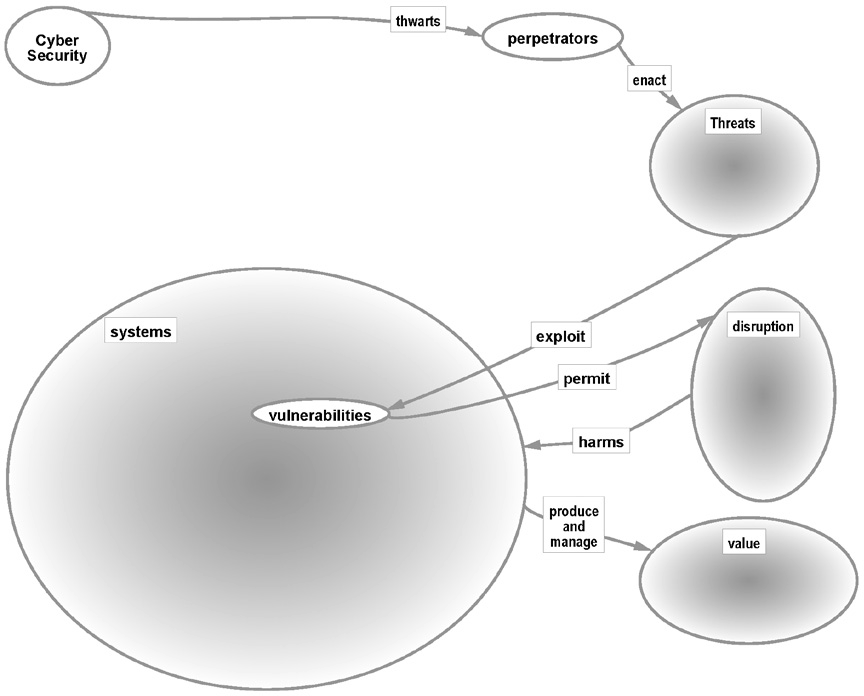 Cyber
Security
thwarts
perpetrators
enact
Threats
systems
exploit
disruption
permit
vulnerabilities
harms
produce
and
manage
value